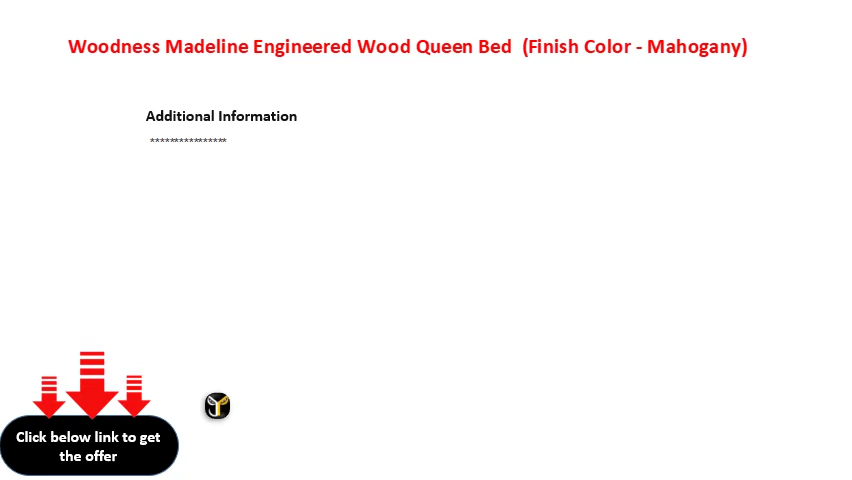 Woodness Madeline Engineered Wood Queen Bed (Finish Color - Mahogany)
Additional Information
****************
Click below link to get
the offer